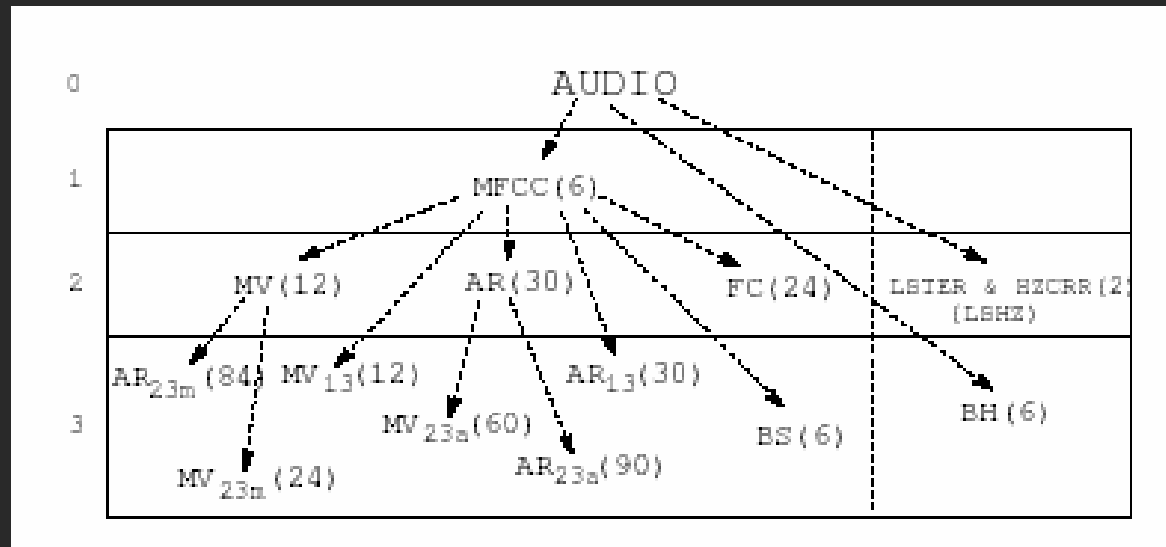 0 AUDIO
1 MFCC(6)
2 MV(12) AR(30) FC(24) LSTER & HZCRR(2)
(LSHZ)
AR23m(84) MV13(12) AR13(30)
3 MV23a(60) BS(6) BH(6)
MV23m(24) AR23a(90)